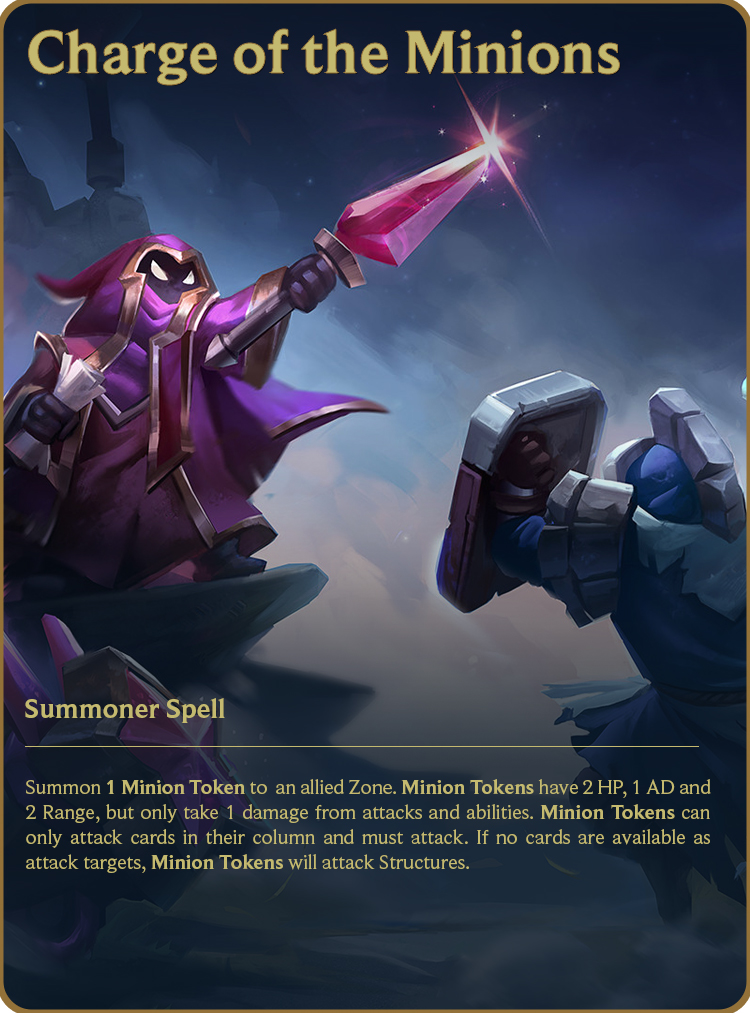 Charge of the Minions
Summoner Spell
Summon 1 Minion Token to an allied Zone. Minion Tokens have 2 HP, 1 AD and
2 Range, but only take 1 damage from attacks and abilities. Minion Tokens can
only attack cards in their column and must attack. If no cards are available as
attack targets, Minion Tokens will attack Structures.